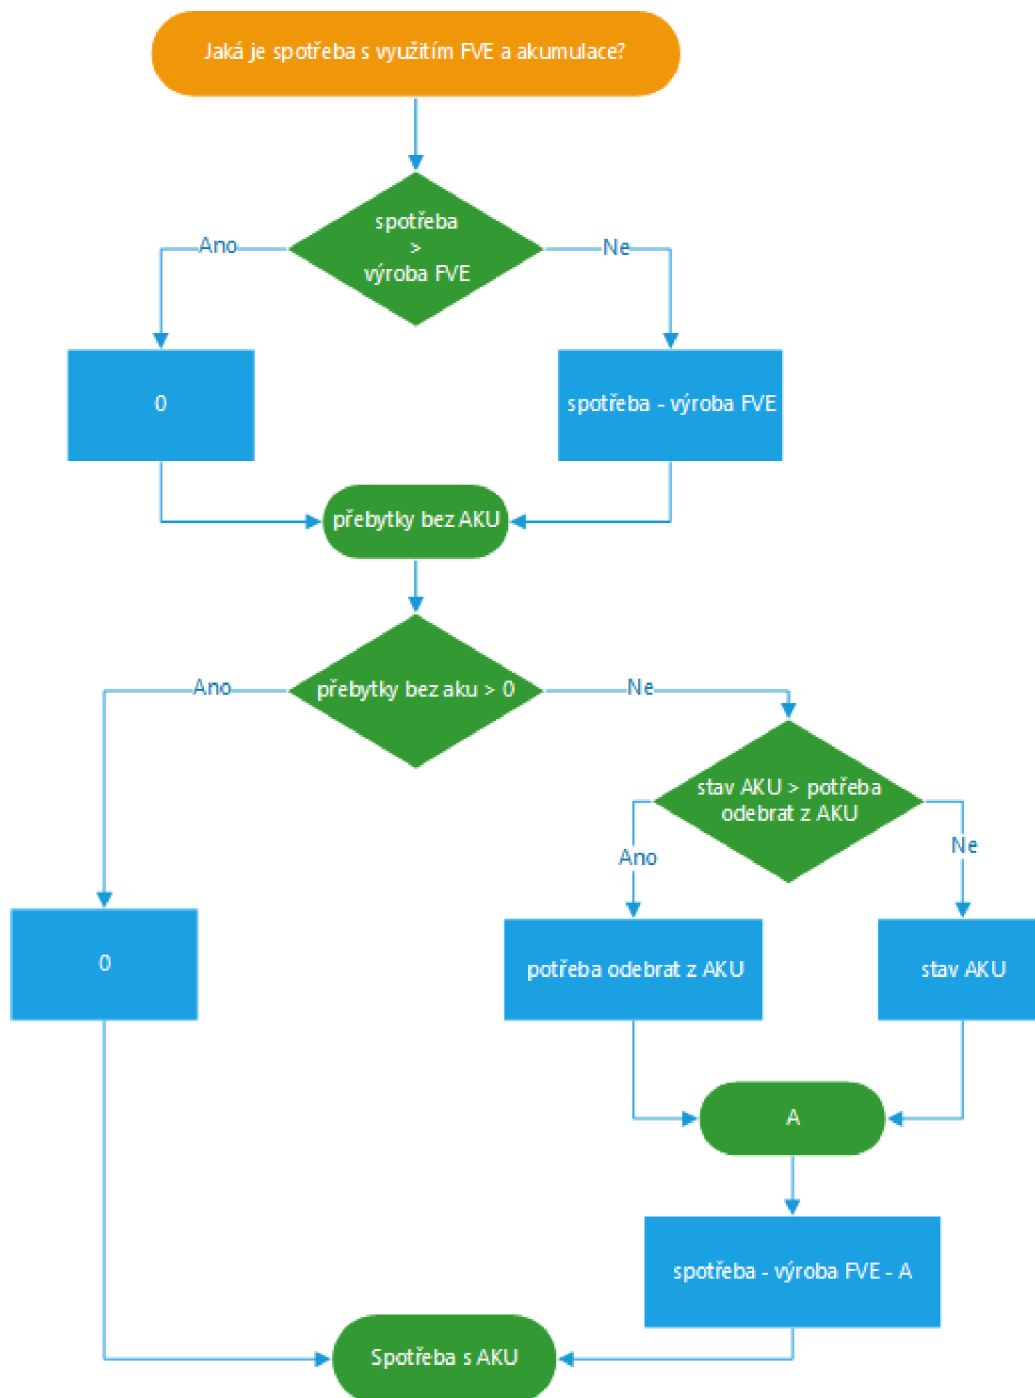 Jaká je spotřeba s využitím FVE a akumulace?
spotřeba
>
výroba FVE
Ano
Ne
0
spotřeba - výroba FVE
přebytky bez AKU
přebytky bez aku > 0
Ano
Ne
stav AKU > potřeba
odebrat z AKU
Ano
Ne
0
potřeba odebrat z AKU
stav AKU
A
spotřeba - výroba FVE - A
Spotřeba s AKU